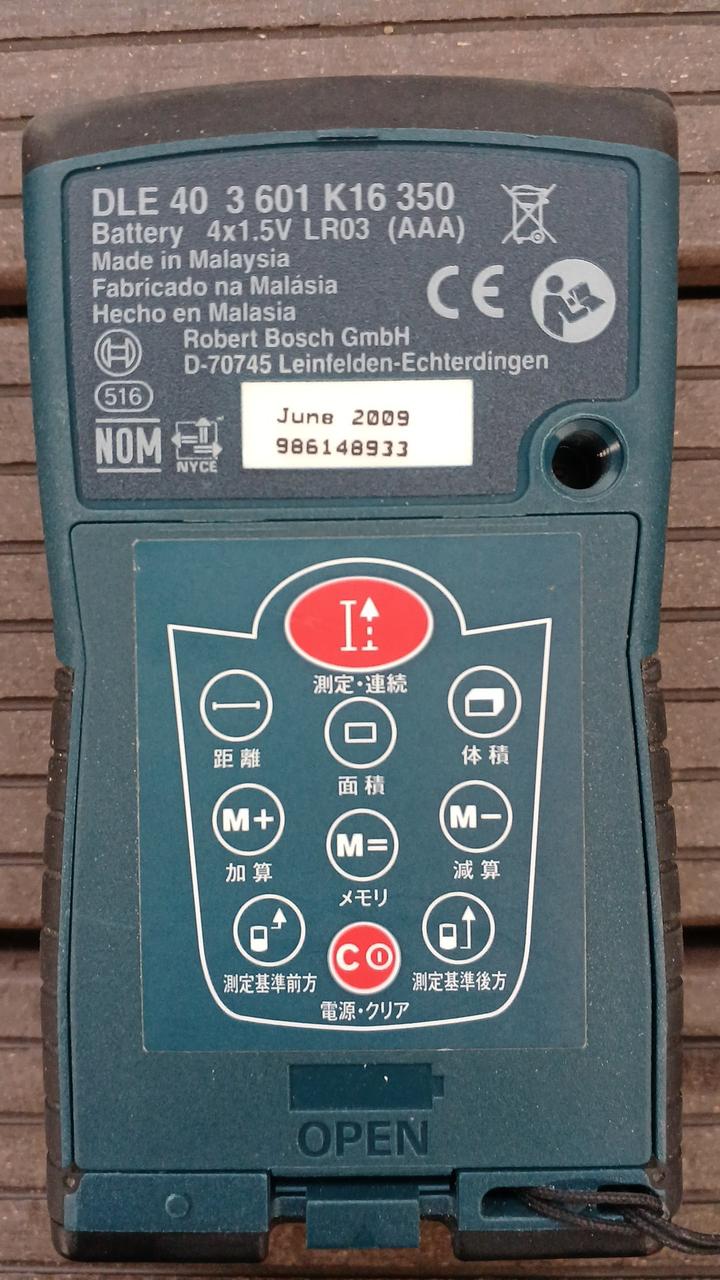 DLE 40 3 601 K16 350
Battery 4x1.5V LR03 (AAA)
Made in Malaysia
Fabricado na Malásia
Hecho en Malasia
CE
Robert Bosch GmbH
D-70745 Leinfelden-Echterdingen
516
NOM
NYCE
June 2009
986148933
測定・連続
距離
面積
体積
M+
M=
M-
加算
メモリ
減算
測定基準前方
C
測定基準後方
電源・クリア
OPEN